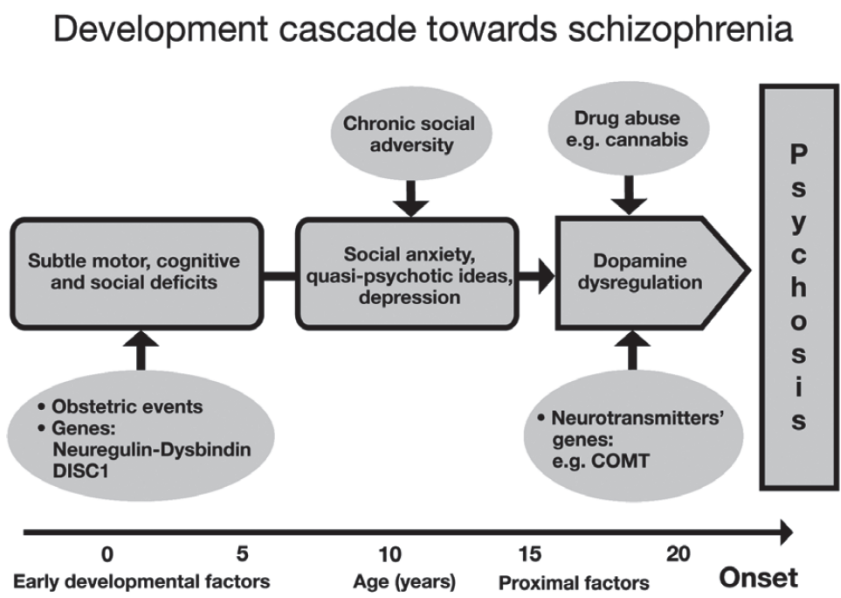 Development cascade towards schizophrenia
Chronic social
adversity
Drug abuse
e.g. cannabis
Subtle motor, cognitive
and social deficits
Social anxiety,
quasi-psychotic ideas,
depression
Dopamine
dysregulation
Psychosis
• Obstetric events
• Genes:
Neuregulin-Dysbindin
DISC1
• Neurotransmitters’
genes:
e.g. COMT
0 5 10 15 20
Early developmental factors Age (years) Proximal factors Onset